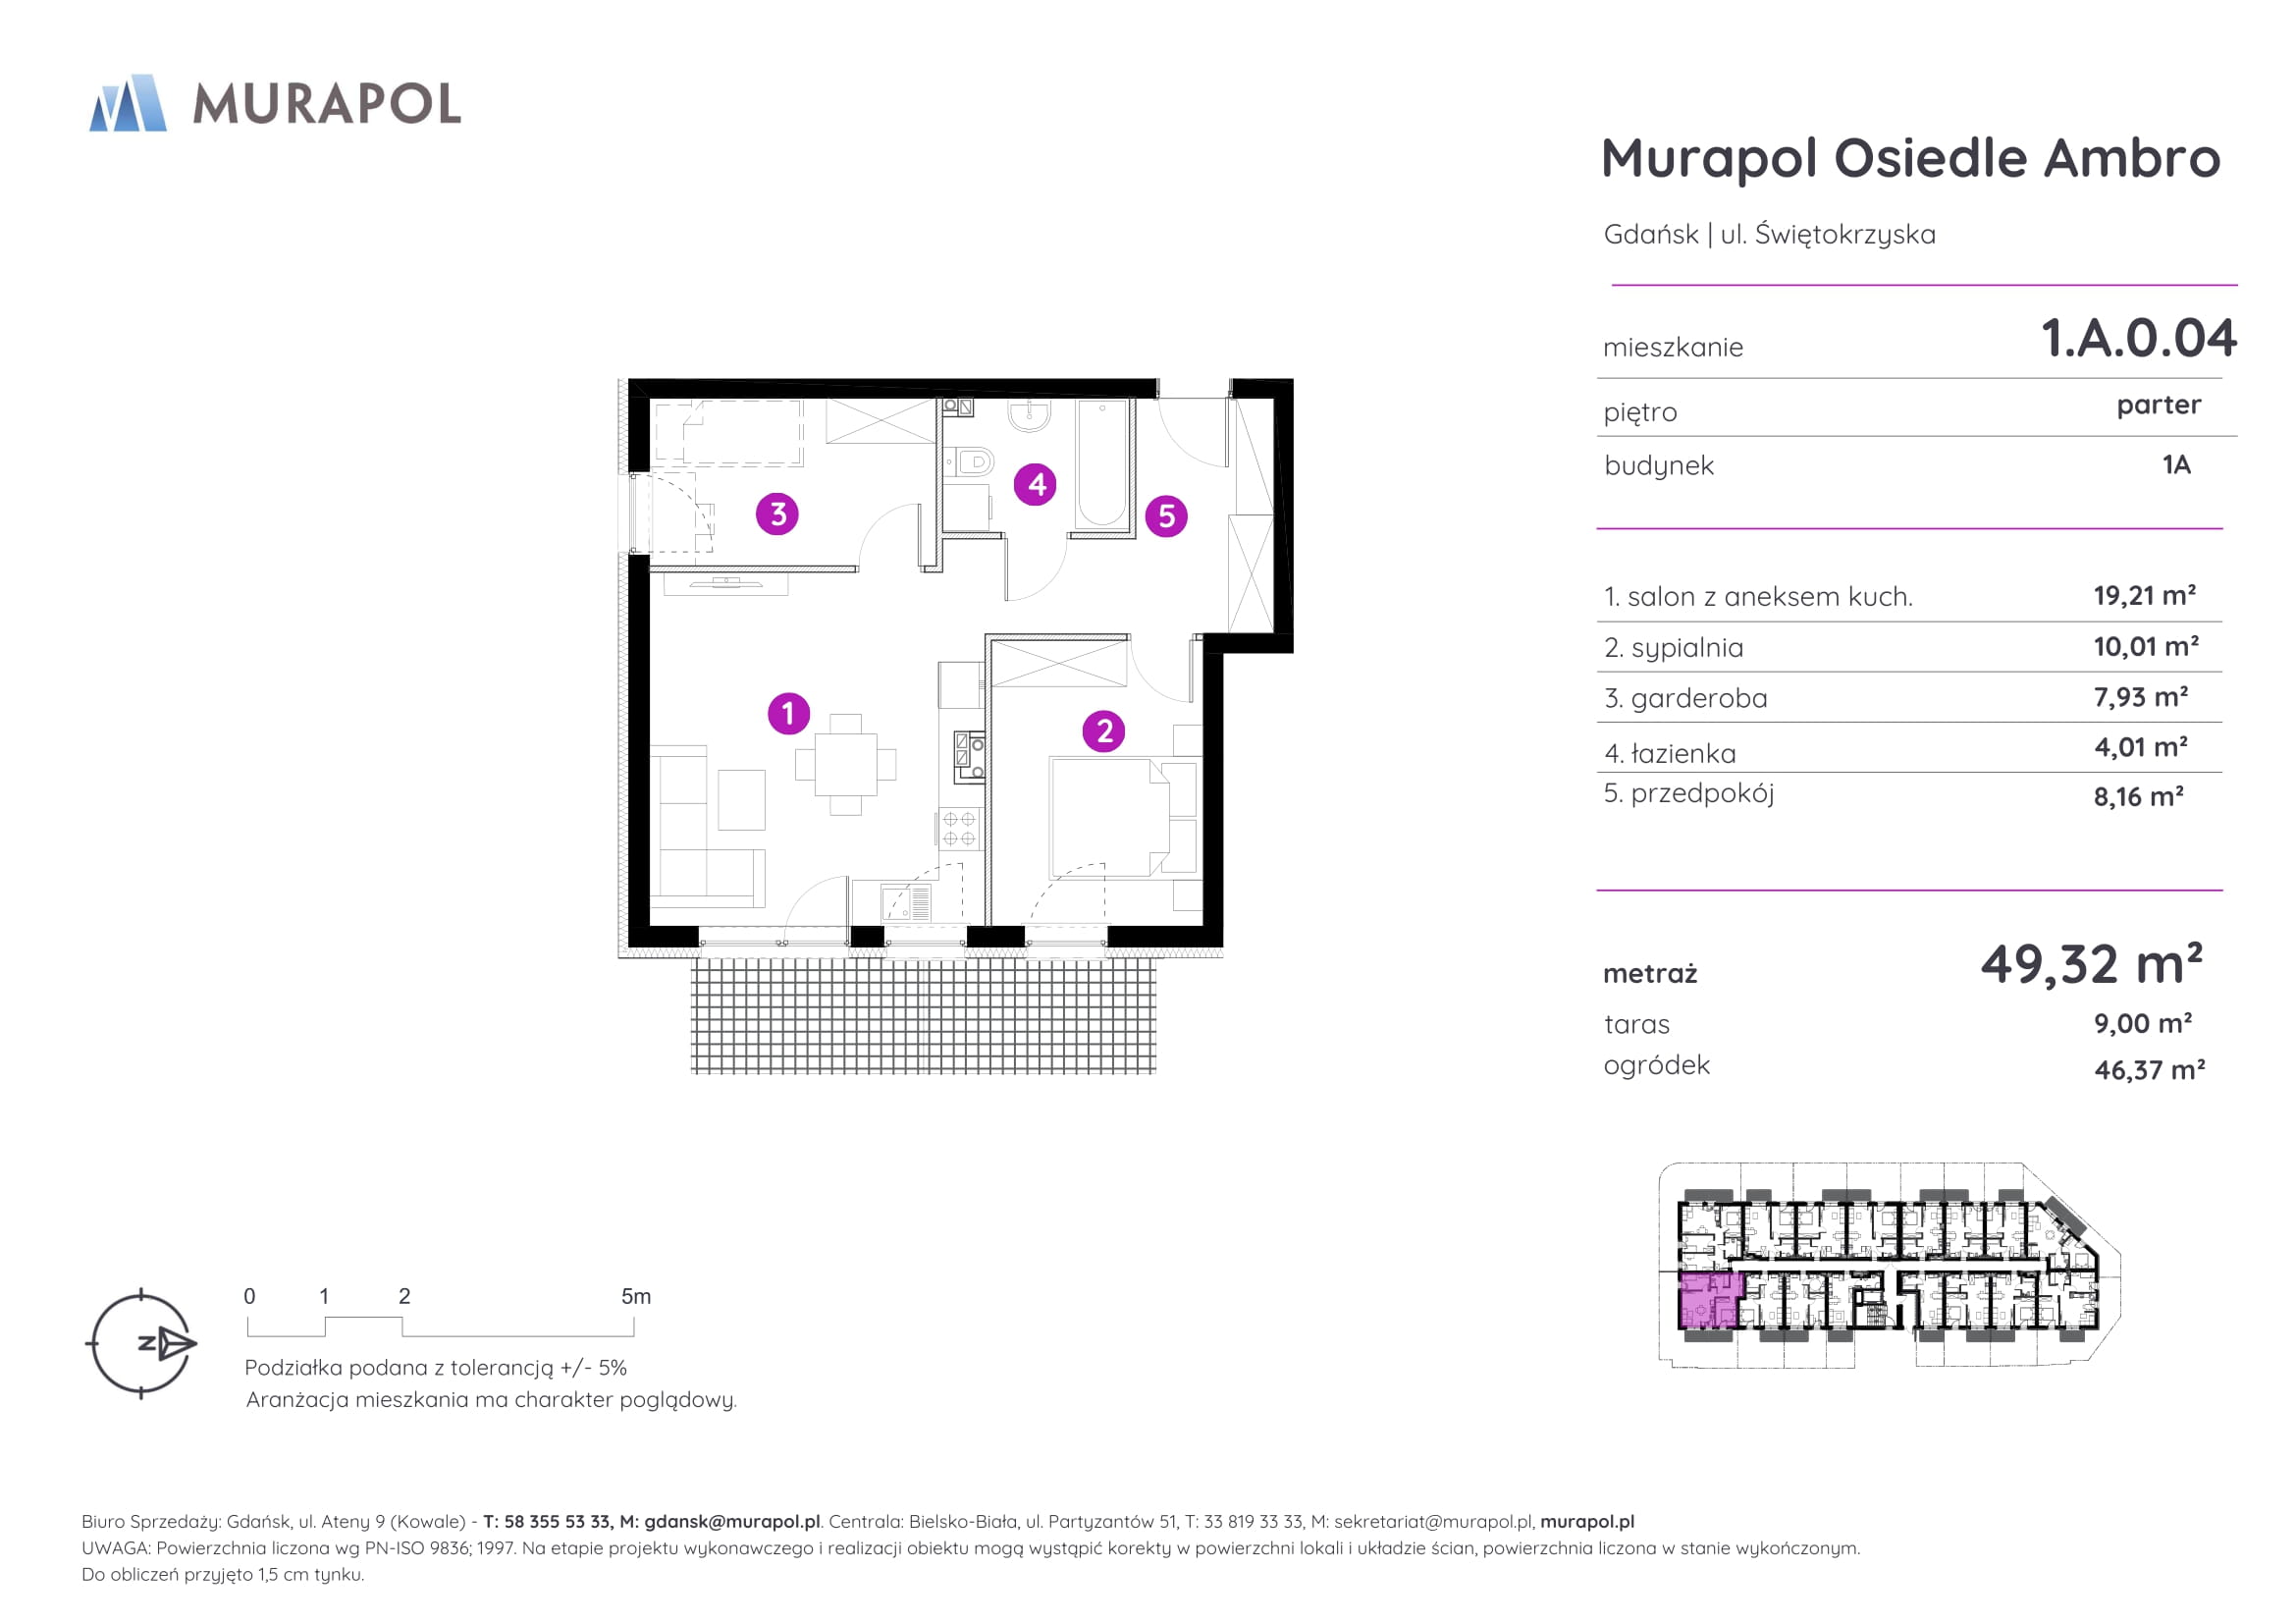 MURAPOL
Murapol Osiedle Ambro
Gdańsk | ul. Świętokrzyska
mieszkanie 1.A.0.04
piętro parter
budynek 1A
1. salon z aneksem kuch. 19,21 m²
2. sypialnia 10,01 m²
3. garderoba 7,93 m²
4. łazienka 4,01 m²
5. przedpokój 8,16 m²
metraż 49,32 m²
taras 9,00 m²
ogródek 46,37 m²
3
4
5
1
2
N
0 1 2 5m
Podziałka podana z tolerancją +/- 5%
Aranżacja mieszkania ma charakter poglądowy.
Biuro Sprzedaży: Gdańsk, ul. Ateny 9 (Kowale) - T: 58 355 53 33, M: gdansk@murapol.pl. Centrala: Bielsko-Biała, ul. Partyzantów 51, T: 33 819 33 33, M: sekretariat@murapol.pl, murapol.pl
UWAGA: Powierzchnia liczona wg PN-ISO 9836; 1997. Na etapie projektu wykonawczego i realizacji obiektu mogą wystąpić korekty w powierzchni lokali i układzie ścian, powierzchnia liczona w stanie wykończonym.
Do obliczeń przyjęto 1,5 cm tynku.